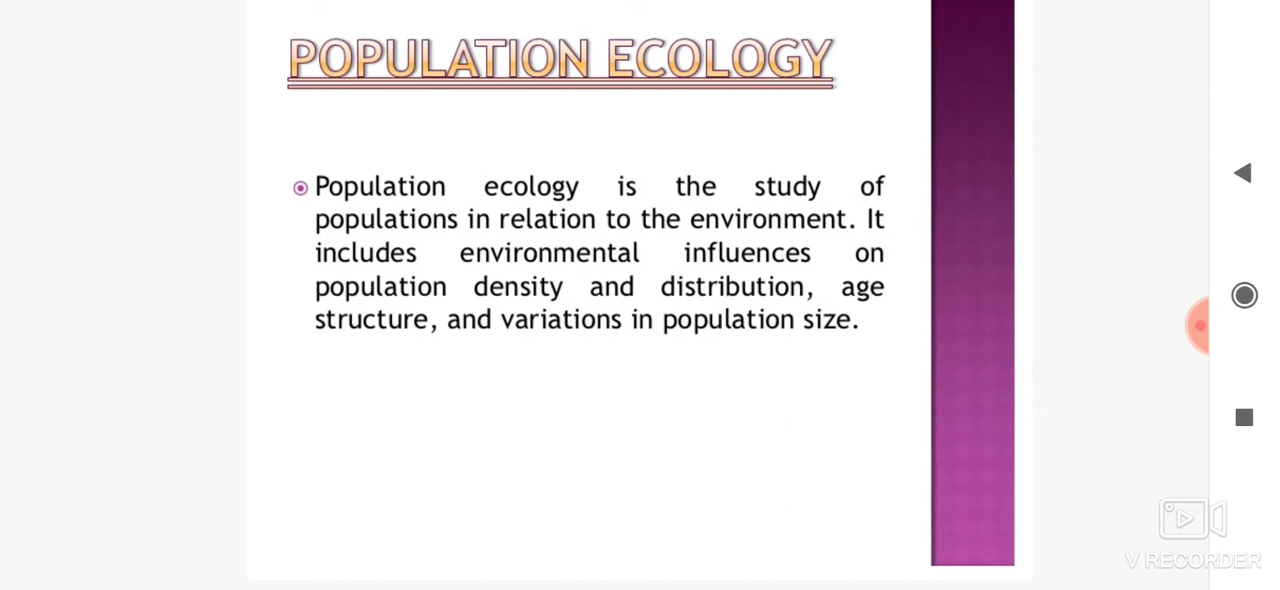 POPULATION ECOLOGY
Population ecology is the study of
populations in relation to the environment. It
includes environmental influences on
population density and distribution, age
structure, and variations in population size.
V RECORDER